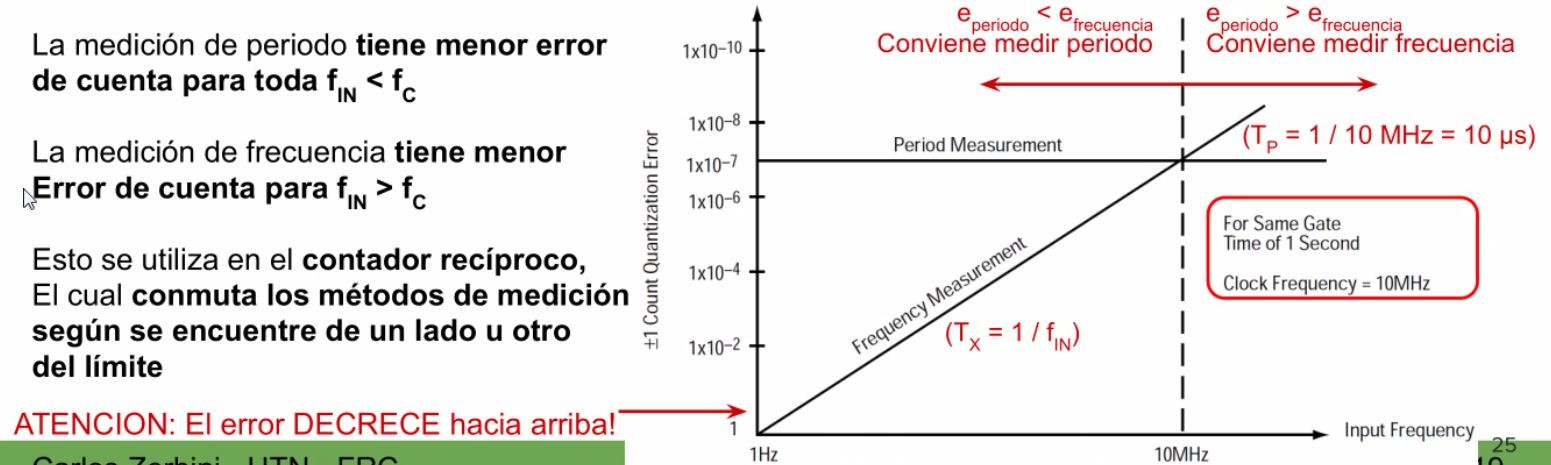 La medición de periodo tiene menor error
de cuenta para toda fIN < fC
La medición de frecuencia tiene menor
Error de cuenta para fIN > fC
Esto se utiliza en el contador recíproco,
El cual conmuta los métodos de medición
según se encuentre de un lado u otro
del límite
ATENCION: El error DECRECE hacia arriba!
eperiodo < efrecuencia
Conviene medir periodo
eperiodo > efrecuencia
Conviene medir frecuencia
±1 Count Quantization Error
1x10–10
1x10–8
1x10–7
1x10–6
1x10–4
1x10–2
1
Period Measurement
(TP = 1 / 10 MHz = 10 µs)
Frequency Measurement
(TX = 1 / fIN)
For Same Gate
Time of 1 Second
Clock Frequency = 10MHz
Input Frequency
1Hz
10MHz
25